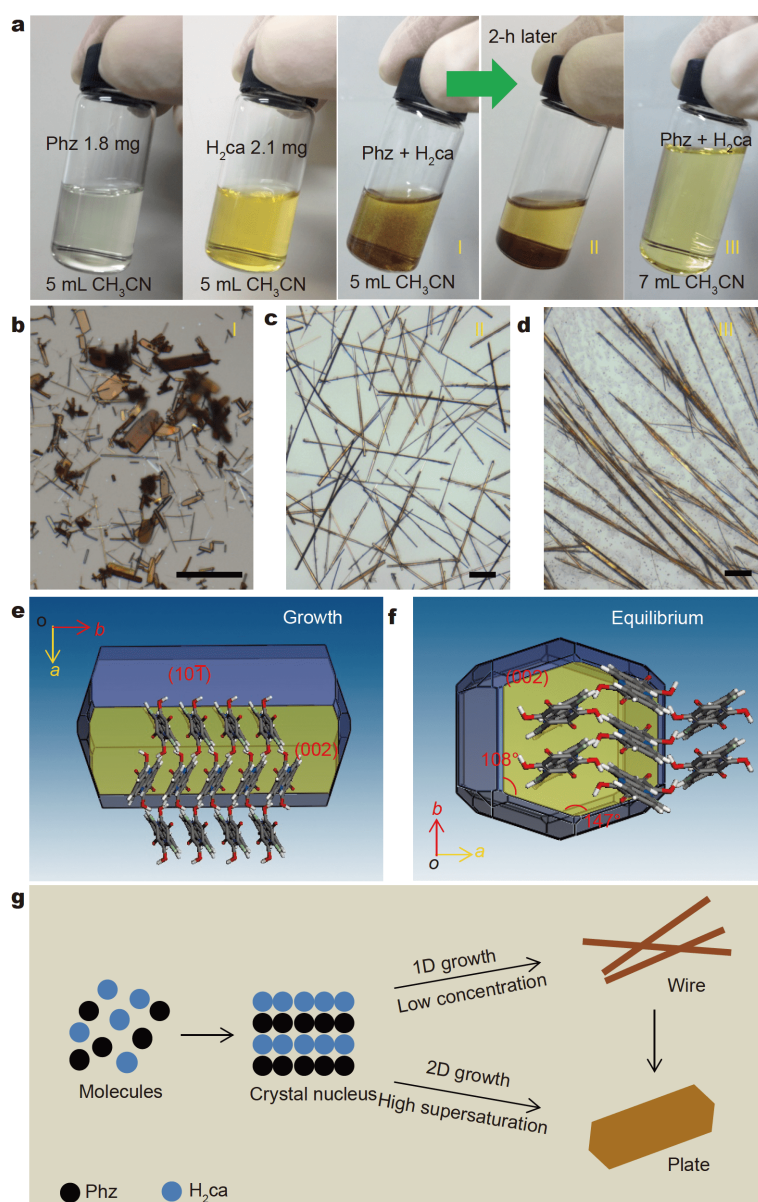 a
2-h later
Phz 1.8 mg
H₂ca 2.1 mg
Phz + H₂ca
Phz + H₂ca
I
II
III
5 mL CH₃CN
5 mL CH₃CN
5 mL CH₃CN
7 mL CH₃CN
b
I
c
II
d
III
e
o
b
a
Growth
(101̅)
(002)
f
Equilibrium
(002)
108°
147°
b
o
a
g
1D growth
Low concentration
Wire
Molecules
Crystal nucleus
2D growth
High supersaturation
Plate
Phz
H₂ca